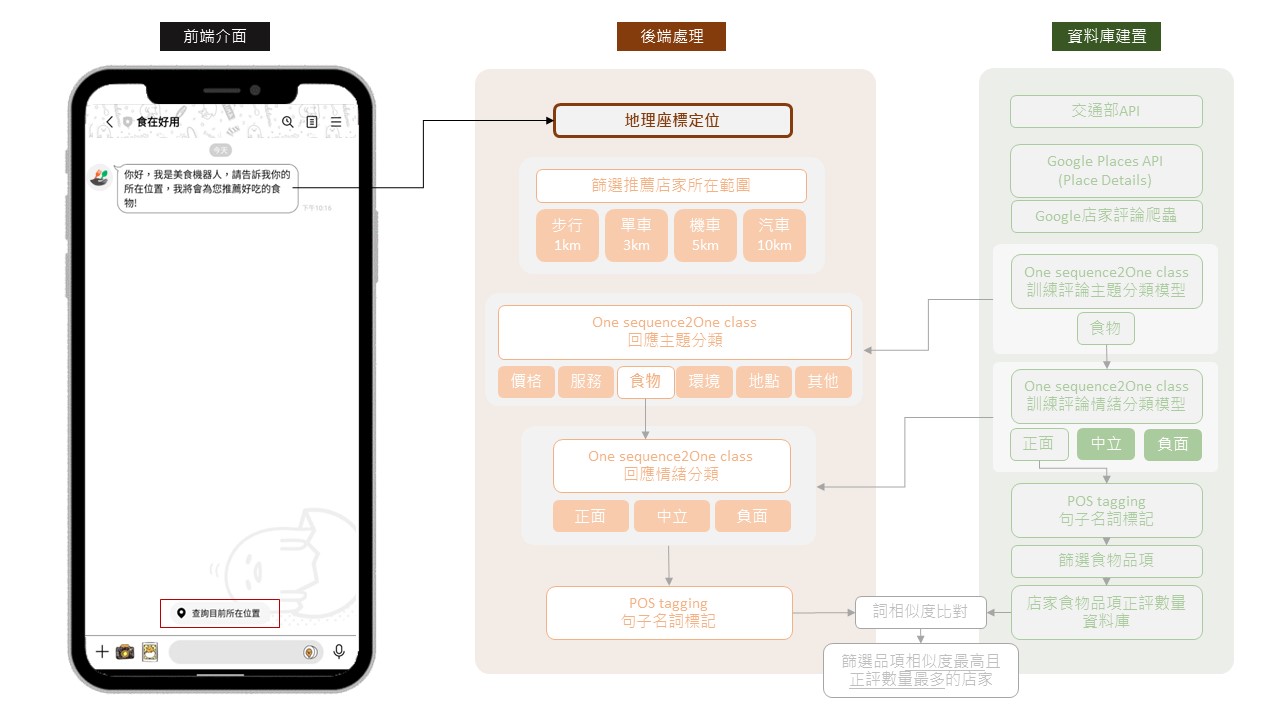 前端介面
食在好用
今天
你好，我是美食機器人，請告訴我你的
所在位置，我將會為您推薦好吃的食
物!
下午10:16
查詢目前所在位置
後端處理
地理座標定位
篩選推薦店家所在範圍
步行
1km
單車
3km
機車
5km
汽車
10km
One sequence2One class
回應主題分類
價格
服務
食物
環境
地點
其他
One sequence2One class
回應情緒分類
正面
中立
負面
POS tagging
句子名詞標記
資料庫建置
交通部API
Google Places API
(Place Details)
Google店家評論爬蟲
One sequence2One class
訓練評論主題分類模型
食物
One sequence2One class
訓練評論情緒分類模型
正面
中立
負面
POS tagging
句子名詞標記
篩選食物品項
店家食物品項正評數量
資料庫
詞相似度比對
篩選品項相似度最高且
正評數量最多的店家